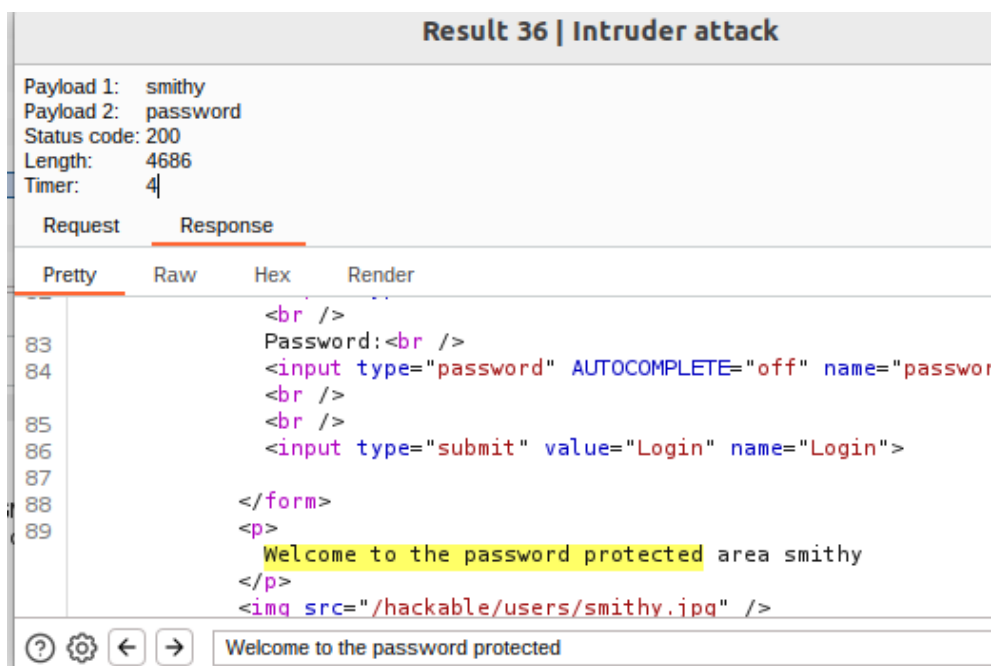 Result 36 | Intruder attack
Payload 1: smithy
Payload 2: password
Status code: 200
Length: 4686
Timer: 4
Request Response
Pretty Raw Hex Render
<br />
83 Password:<br />
84 <input type="password" AUTOCOMPLETE="off" name="passwor
<br />
85 <br />
86 <input type="submit" value="Login" name="Login">
87
88 </form>
89 <p>
Welcome to the password protected area smithy
</p>
<img src="/hackable/users/smithy.jpg" />
Welcome to the password protected